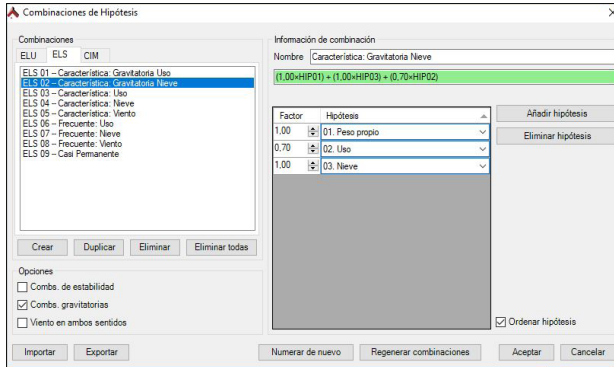 Combinaciones de Hipótesis
Combinaciones
ELU ELS CIM
ELS 01 – Característica: Gravitatoria Uso
ELS 02 – Característica: Gravitatoria Nieve
ELS 03 – Característica: Uso
ELS 04 – Característica: Nieve
ELS 05 – Característica: Viento
ELS 06 – Frecuente: Uso
ELS 07 – Frecuente: Nieve
ELS 08 – Frecuente: Viento
ELS 09 – Casi Permanente
Crear Duplicar Eliminar Eliminar todas
Opciones
Combs. de estabilidad
Combs. gravitatorias
Viento en ambos sentidos
Información de combinación
Nombre Característica: Gravitatoria Nieve
(1,00×HIP01) + (1,00×HIP03) + (0,70×HIP02)
Factor Hipótesis
1,00 01. Peso propio
0,70 02. Uso
1,00 03. Nieve
Añadir hipótesis
Eliminar hipótesis
Ordenar hipótesis
Importar Exportar Numerar de nuevo Regenerar combinaciones Aceptar Cancelar